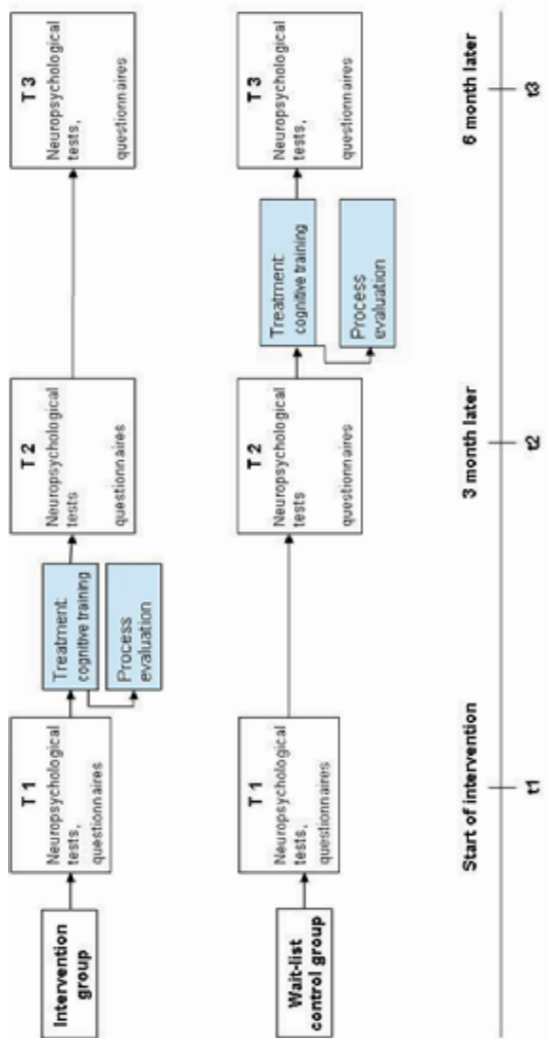 Intervention
group
T 1
Neuropsychological
tests,
questionnaires
Treatment:
cognitive training
Process
evaluation
T 2
Neuropsychological
tests
questionnaires
T 3
Neuropsychological
tests,
questionnaires
Wait-list
control group
T 1
Neuropsychological
tests,
questionnaires
T 2
Neuropsychological
tests
questionnaires
Treatment:
cognitive training
Process
evaluation
T 3
Neuropsychological
tests,
questionnaires
Start of intervention
3 month later
6 month later
t1
t2
t3